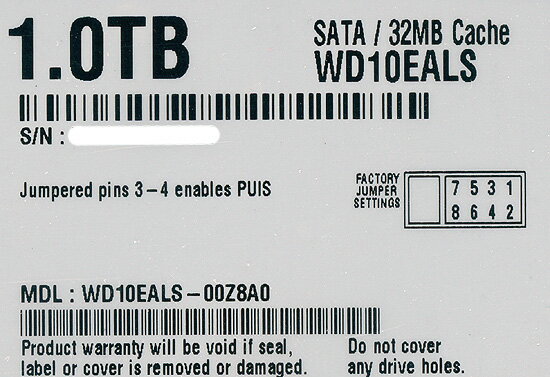 1.0TB
SATA / 32MB Cache
WD10EALS
S/N :
Jumpered pins 3-4 enables PUIS
FACTORY
JUMPER
SETTINGS
7 5 3 1
8 6 4 2
MDL : WD10EALS-00Z8A0
Product warranty will be void if seal,
label or cover is removed or damaged.
Do not cover
any drive holes.